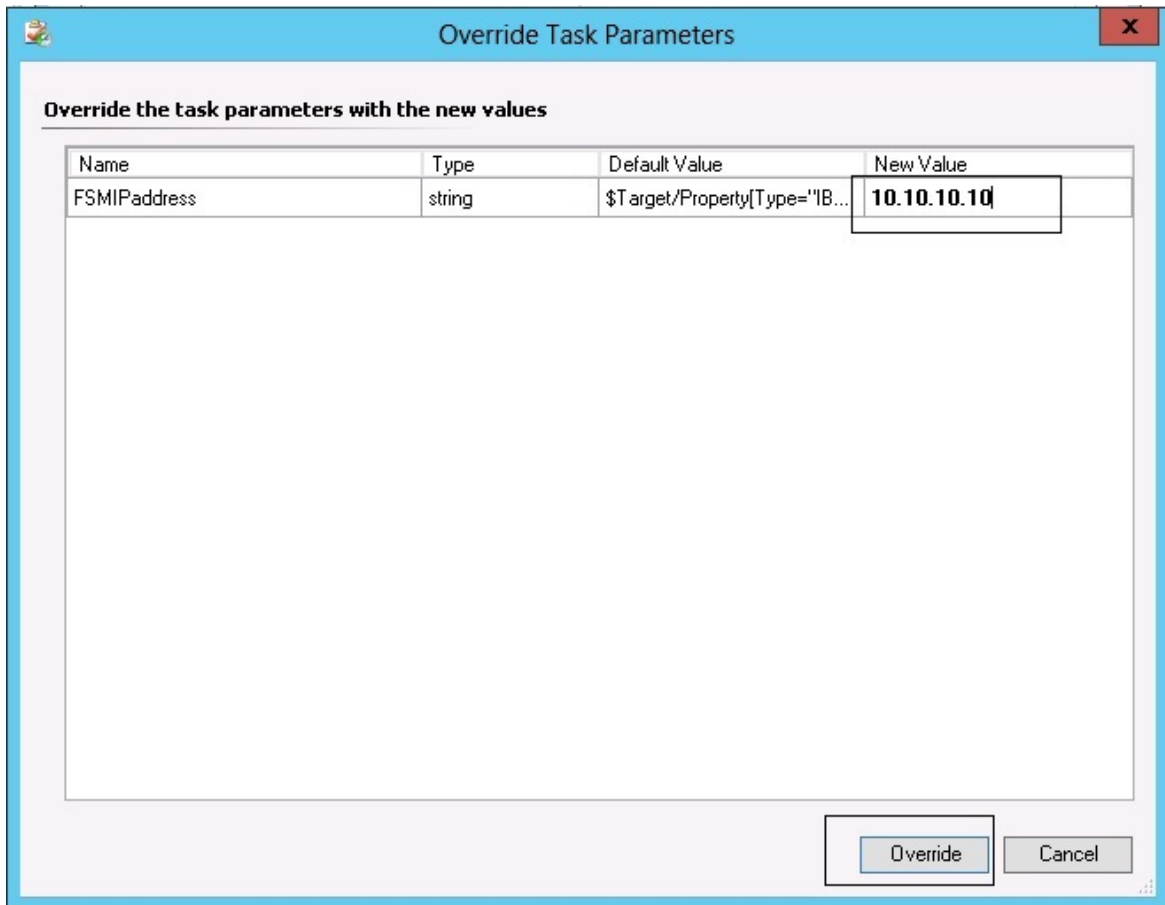 Override Task Parameters
x
Override the task parameters with the new values
Name Type Default Value New Value
FSMIPaddress string $Target/Property[Type="IB... 10.10.10.10
Override Cancel